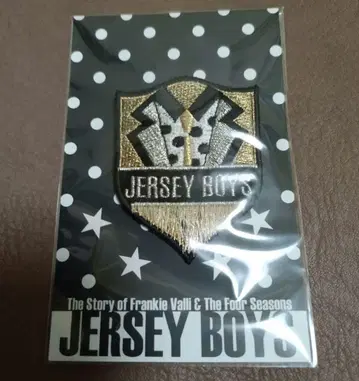 JERSEY BOYS
The Story of Frankie Valli & The Four Seasons
JERSEY BOYS